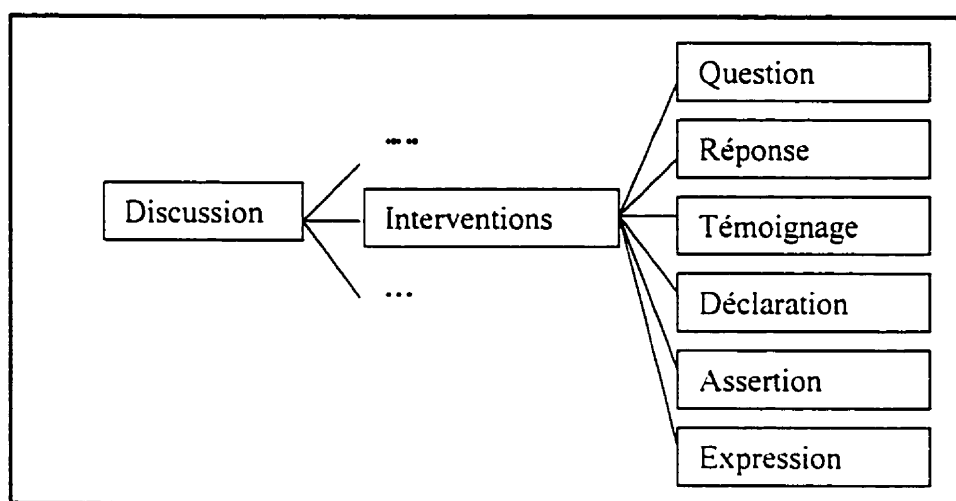 Discussion
.....
Interventions
...
Question
Réponse
Témoignage
Déclaration
Assertion
Expression